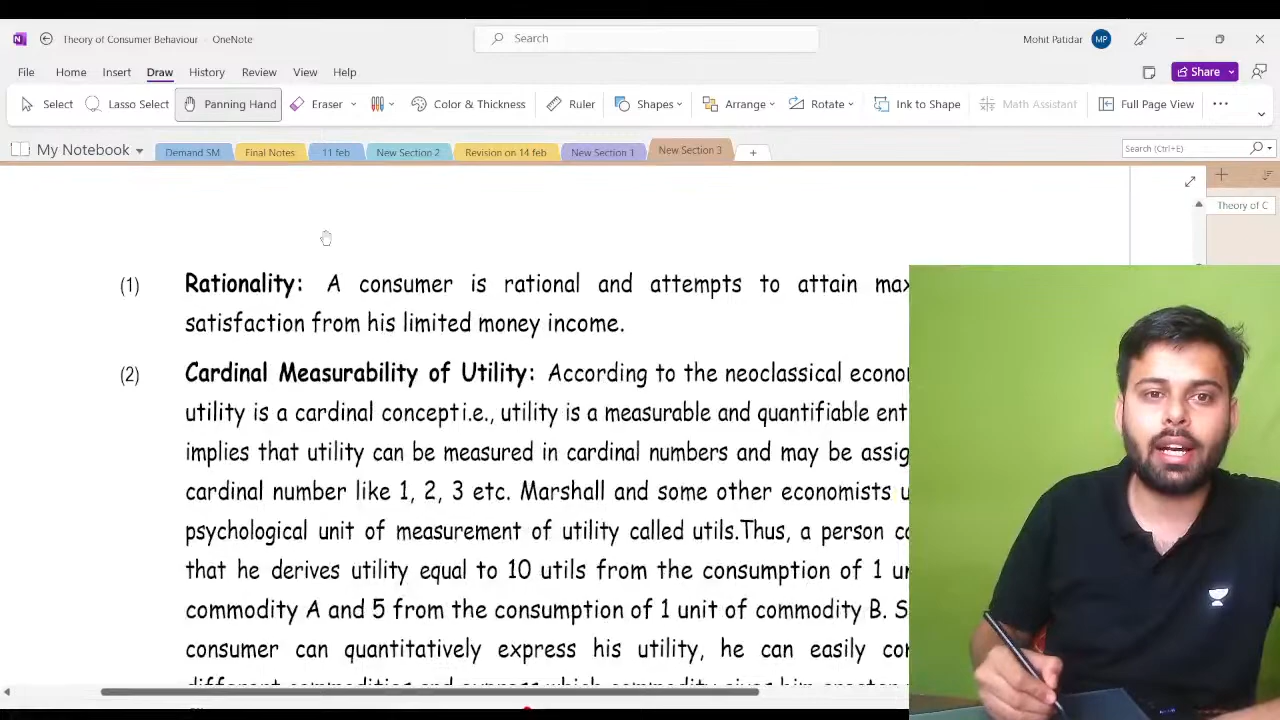 Theory of Consumer Behaviour - OneNote
Search
Mohit Patidar
MP
File Home Insert Draw History Review View Help
Share
Select Lasso Select Panning Hand Eraser Color & Thickness Ruler Shapes Arrange Rotate Ink to Shape Math Assistant Full Page View
My Notebook
Demand SM
Final Notes
11 feb
New Section 2
Revision on 14 feb
New Section 1
New Section 3
Search (Ctrl+E)
Theory of C
(1) Rationality: A consumer is rational and attempts to attain
satisfaction from his limited money income.
(2) Cardinal Measurability of Utility: According to the neoclassical
utility is a cardinal concept i.e., utility is a measurable and quantifiable
implies that utility can be measured in cardinal numbers and may be
cardinal number like 1, 2, 3 etc. Marshall and some other economists
psychological unit of measurement of utility called utils.Thus, a person
that he derives utility equal to 10 utils from the consumption of 1
commodity A and 5 from the consumption of 1 unit of commodity B.
consumer can quantitatively express his utility, he can easily